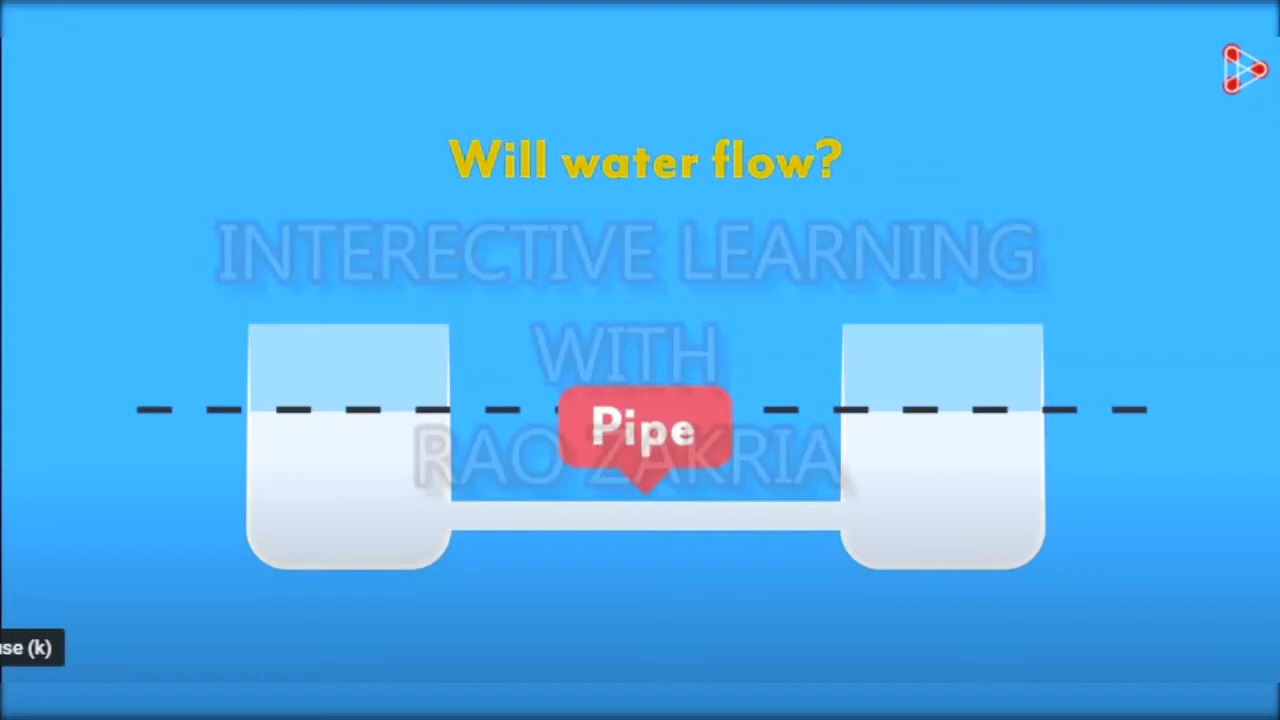 Will water flow?
INTERECTIVE LEARNING
WITH
Pipe
RAO ZAKRIA
use (k)